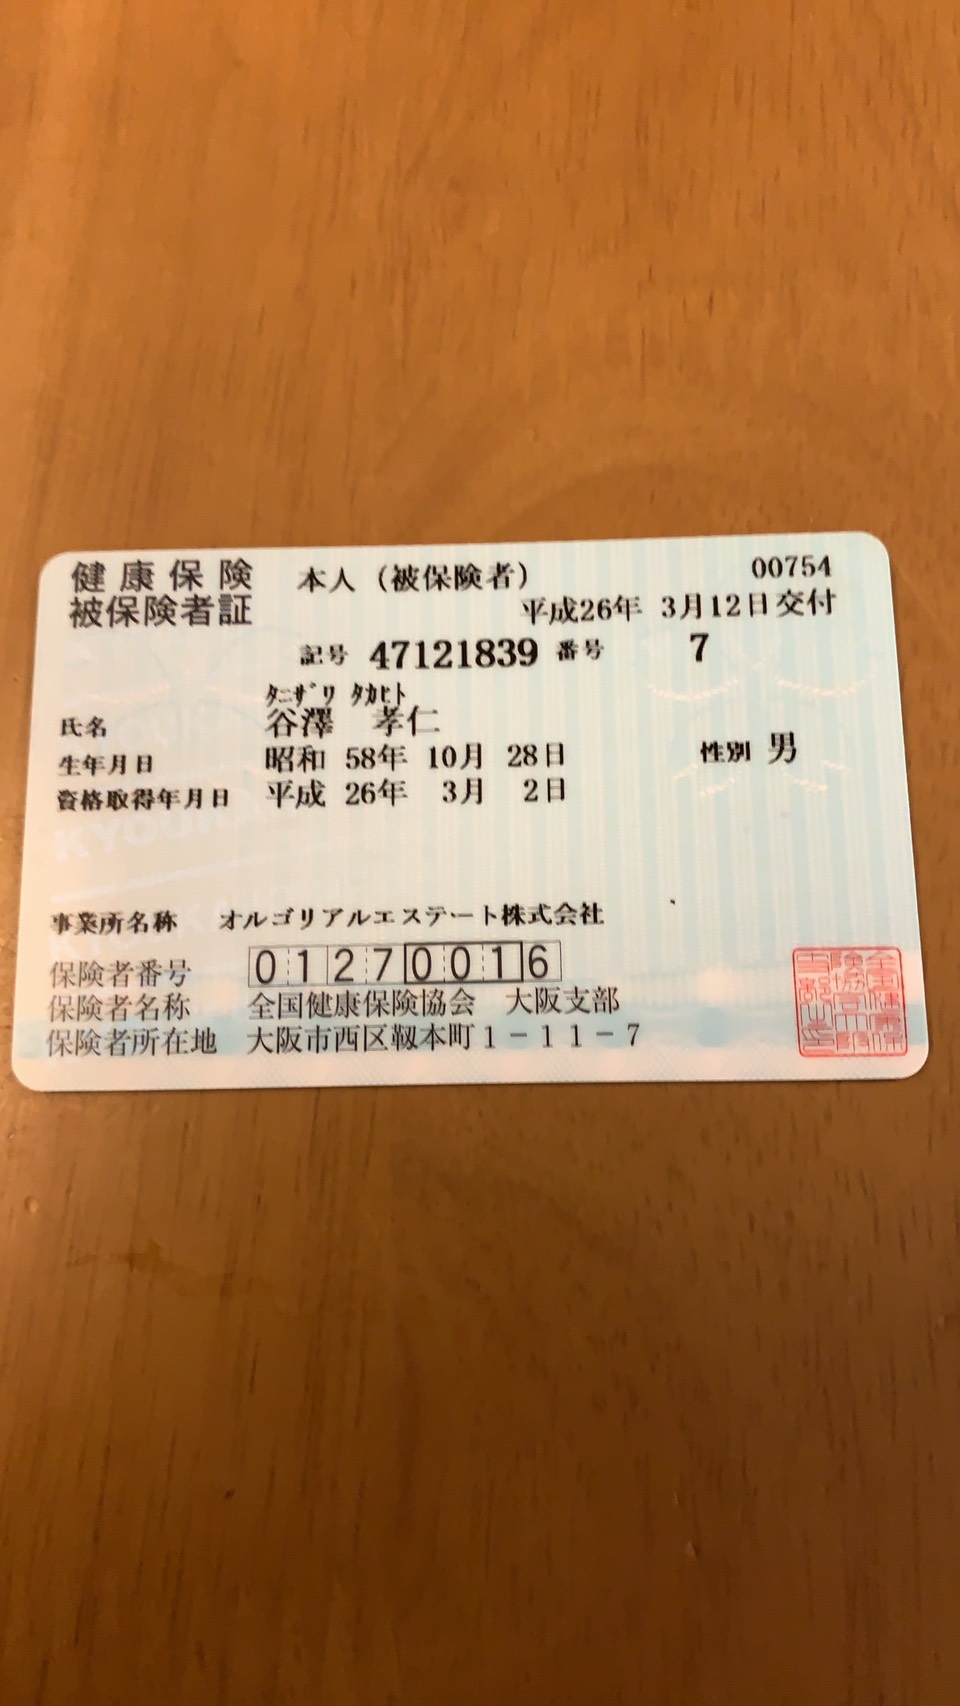 健康保険
被保険者証
本人（被保険者）
00754
平成26年 3月12日交付
記号 47121839 番号 7
ﾀﾆｻﾞﾜ ﾀｶﾋﾄ
氏名 谷澤 孝仁
生年月日 昭和 58年 10月 28日 性別 男
資格取得年月日 平成 26年 3月 2日
事業所名称 オルゴリアルエステート株式会社
保険者番号 01270016
保険者名称 全国健康保険協会 大阪支部
保険者所在地 大阪市西区靱本町1-11-7